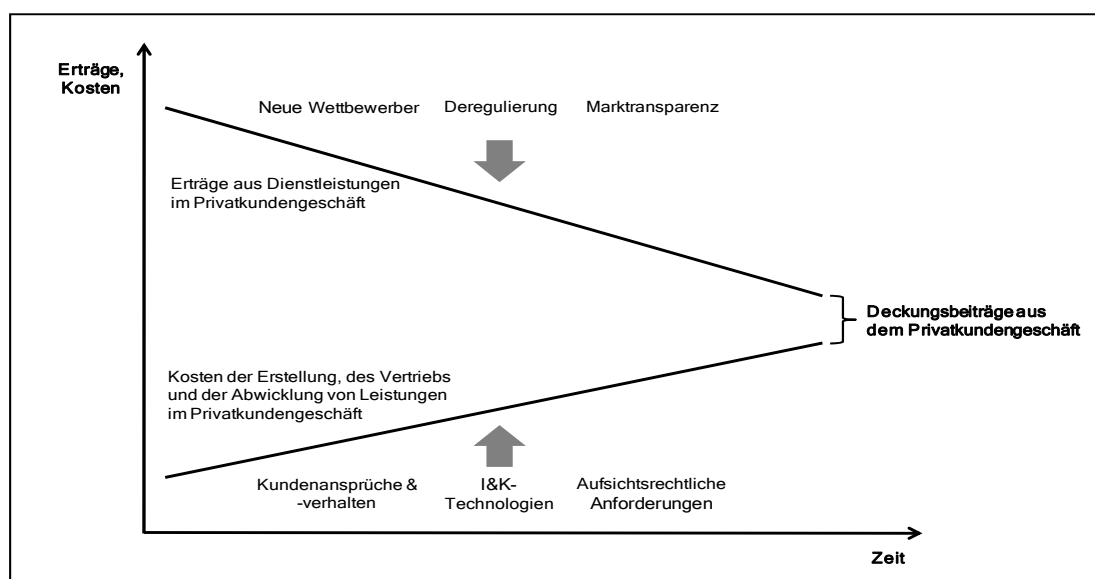 Erträge,
Kosten
Neue Wettbewerber
Deregulierung
Markttransparenz
Erträge aus Dienstleistungen
im Privatkundengeschäft
Deckungsbeiträge aus
dem Privatkundengeschäft
Kosten der Erstellung, des Vertriebs
und der Abwicklung von Leistungen
im Privatkundengeschäft
Kundenansprüche &
-verhalten
I&K-
Technologien
Aufsichtsrechtliche
Anforderungen
Zeit